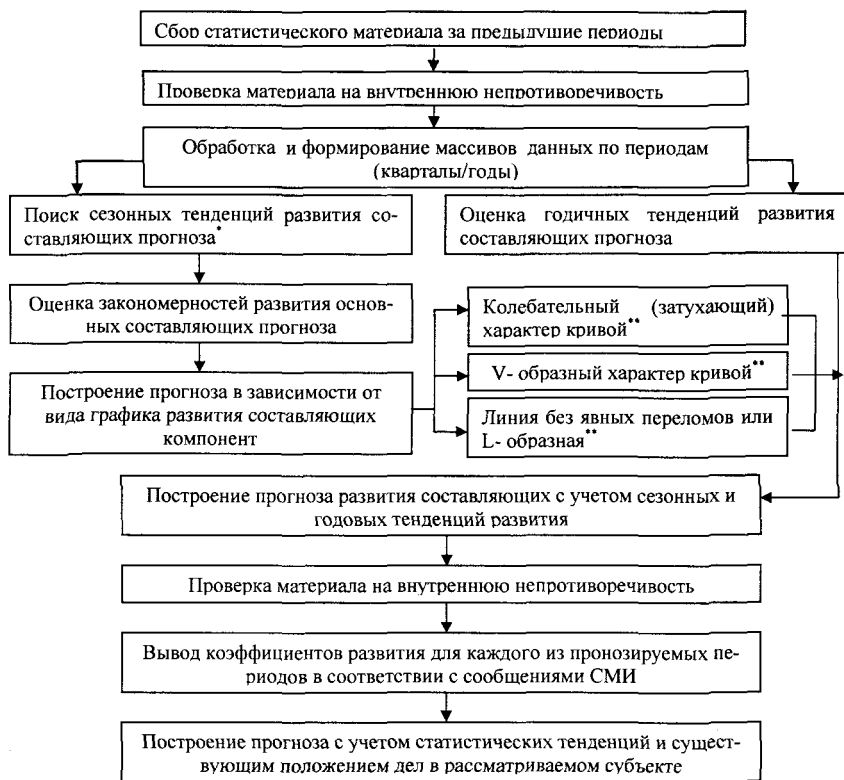 Сбор статистического материала за предыдущие периоды
Проверка материала на внутреннюю непротиворечивость
Обработка и формирование массивов данных по периодам
(кварталы/годы)
Поиск сезонных тенденций развития со-
ставляющих прогноза*
Оценка годичных тенденций развития
составляющих прогноза
Оценка закономерностей развития основ-
ных составляющих прогноза
Колебательный (затухающий)
характер кривой**
V- образный характер кривой**
Построение прогноза в зависимости от
вида графика развития составляющих
компонент
Линия без явных переломов или
L- образная**
Построение прогноза развития составляющих с учетом сезонных и
годовых тенденций развития
Проверка материала на внутреннюю непротиворечивость
Вывод коэффициентов развития для каждого из пронозируемых пе-
риодов в соответствии с сообщениями СМИ
Построение прогноза с учетом статистических тенденций и сущест-
вующим положением дел в рассматриваемом субъекте